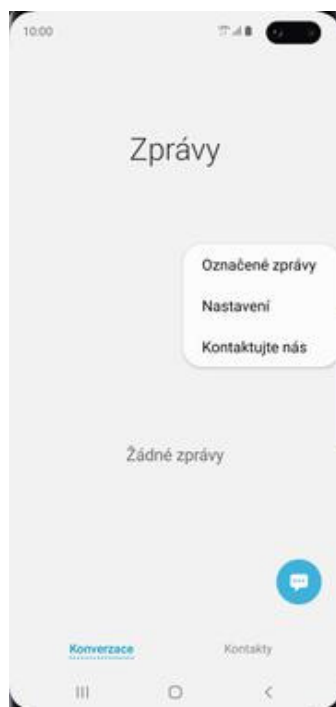 10:00
Zprávy
Označené zprávy
Nastavení
Kontaktujte nás
Žádné zprávy
Konverzace
Kontakty